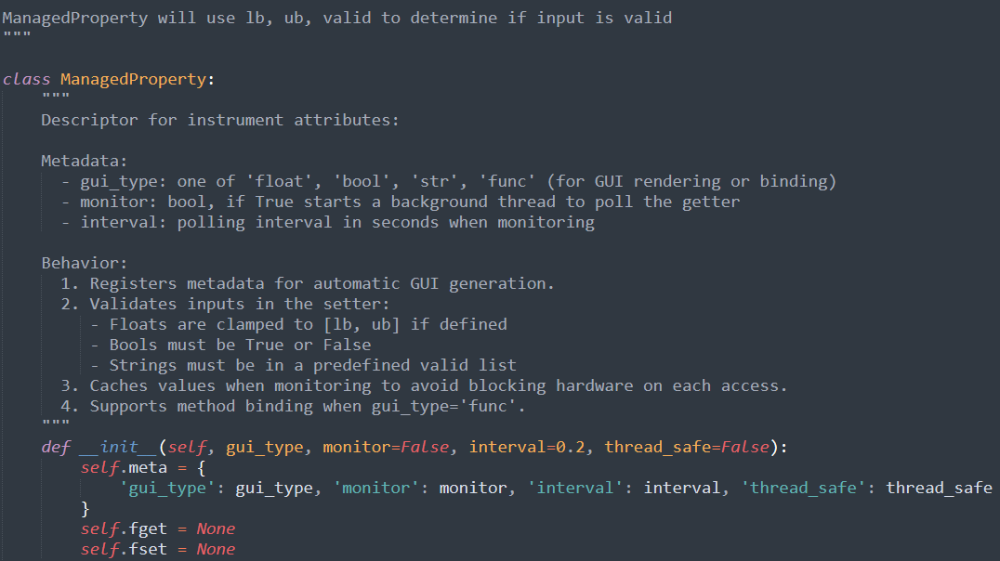 ManagedProperty will use lb, ub, valid to determine if input is valid
"""
class ManagedProperty:
    """
    Descriptor for instrument attributes:

    Metadata:
      - gui_type: one of 'float', 'bool', 'str', 'func' (for GUI rendering or binding)
      - monitor: bool, if True starts a background thread to poll the getter
      - interval: polling interval in seconds when monitoring

    Behavior:
      1. Registers metadata for automatic GUI generation.
      2. Validates inputs in the setter:
         - Floats are clamped to [lb, ub] if defined
         - Bools must be True or False
         - Strings must be in a predefined valid list
      3. Caches values when monitoring to avoid blocking hardware on each access.
      4. Supports method binding when gui_type='func'.
    """
    def __init__(self, gui_type, monitor=False, interval=0.2, thread_safe=False):
        self.meta = {
            'gui_type': gui_type, 'monitor': monitor, 'interval': interval, 'thread_safe': thread_safe
        }
        self.fget = None
        self.fset = None